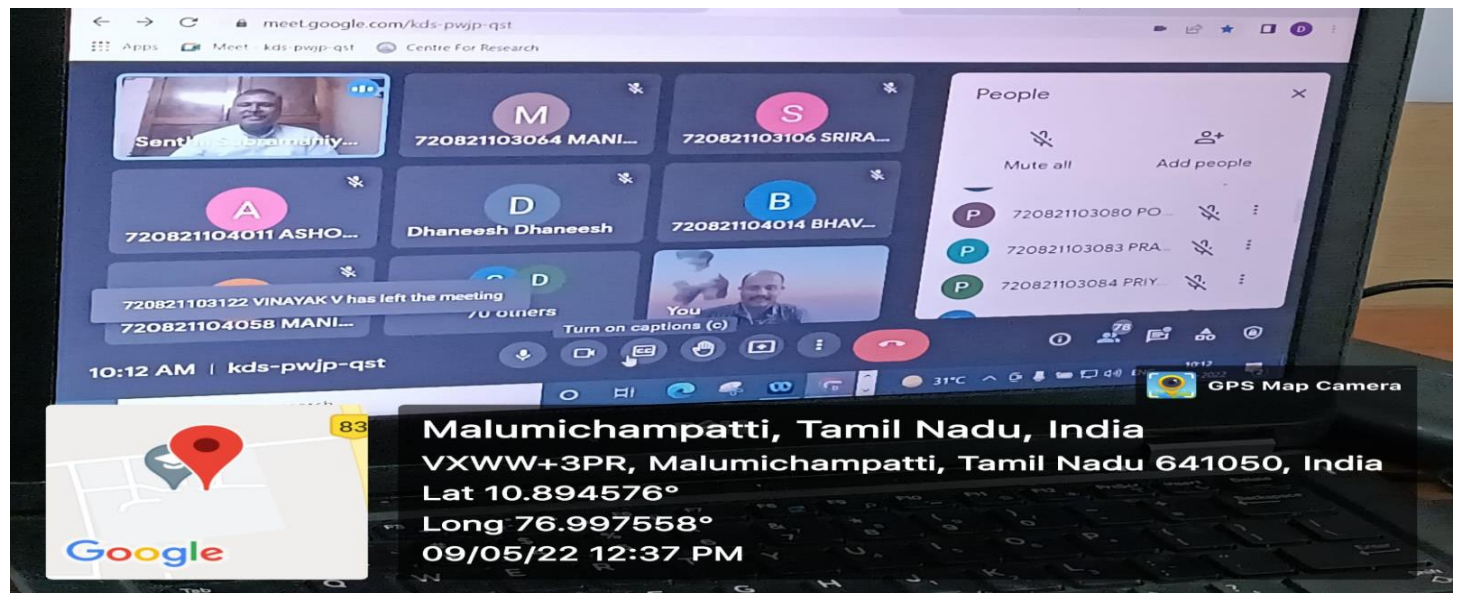 meet.google.com/kds-pwjp-qst
Apps Meet - kds-pwjp-qst Centre For Research
D
People
Mute all
Add people
M
720821103064 MANI...
S
720821103106 SRIRA...
A
720821104011 ASHO...
D
Dhaneesh Dhaneesh
B
720821104014 BHAV...
P 720821103080 PO...
P 720821103083 PRA...
P 720821103084 PRIY...
D
720821103122 VINAYAK V has left the meeting
720821104058 MANI...
70 others
You
Turn on captions (c)
78
10:12 AM | kds-pwjp-qst
31°C
10:12
GPS Map Camera
83
Google
Malumichampatti, Tamil Nadu, India
VXWW+3PR, Malumichampatti, Tamil Nadu 641050, India
Lat 10.894576°
Long 76.997558°
09/05/22 12:37 PM